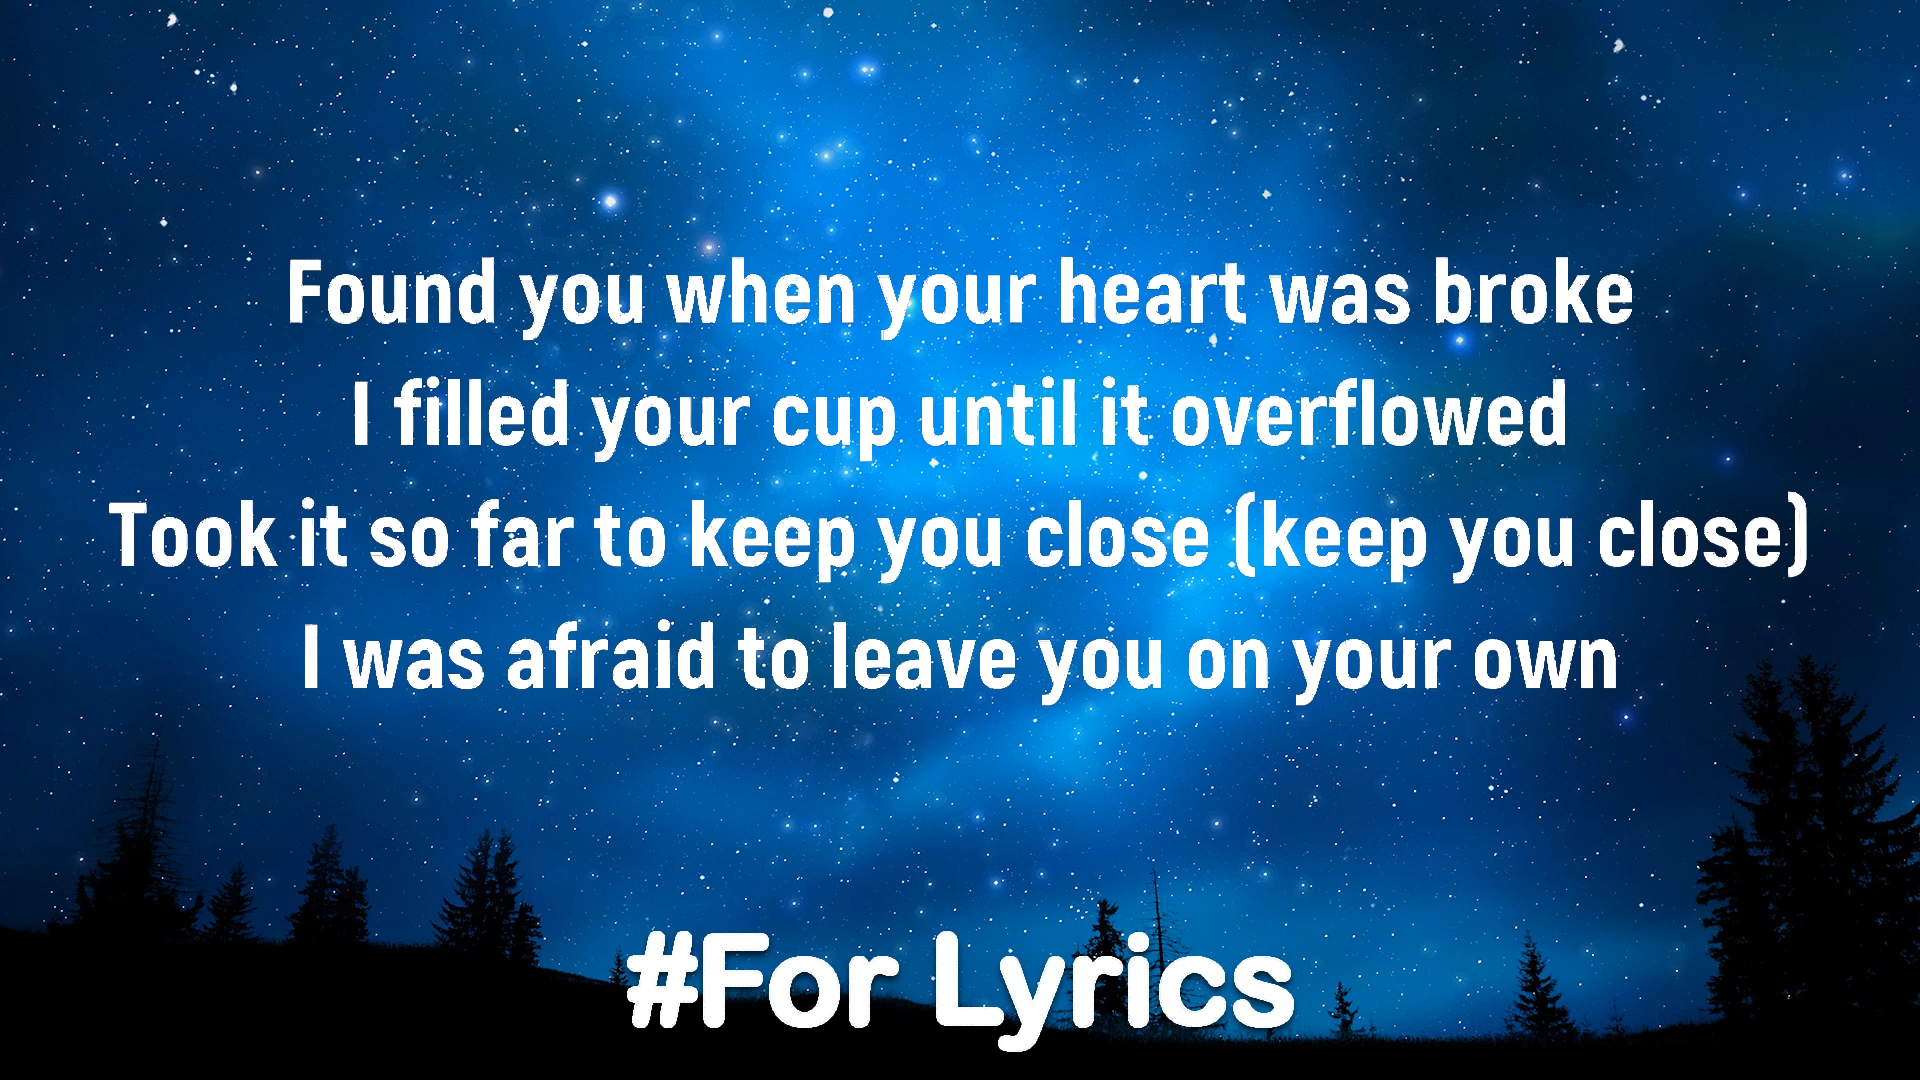 Found you when your heart was broke
I filled your cup until it overflowed
Took it so far to keep you close (keep you close)
I was afraid to leave you on your own
#For Lyrics